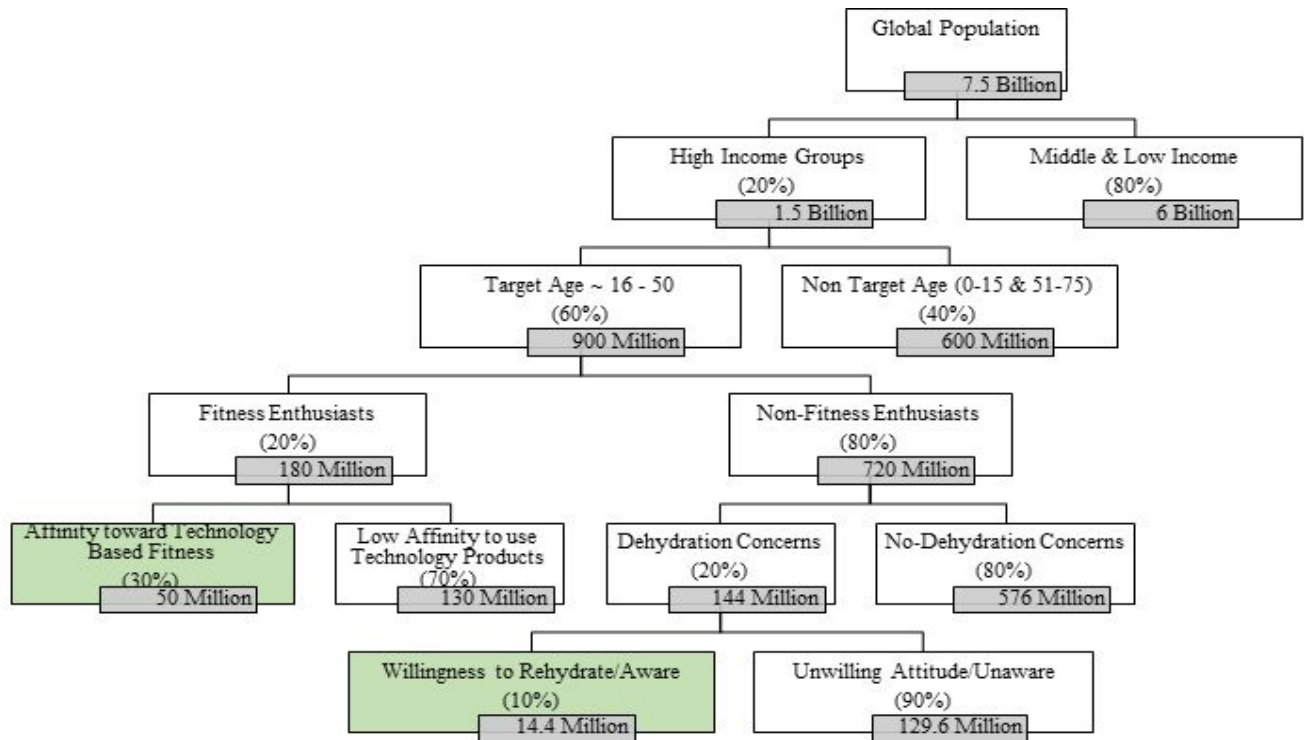 Global Population
7.5 Billion
High Income Groups
(20%)
1.5 Billion
Middle & Low Income
(80%)
6 Billion
Target Age ~ 16 - 50
(60%)
900 Million
Non Target Age (0-15 & 51-75)
(40%)
600 Million
Fitness Enthusiasts
(20%)
180 Million
Non-Fitness Enthusiasts
(80%)
720 Million
Affinity toward Technology
Based Fitness
(30%)
50 Million
Low Affinity to use
Technology Products
(70%)
130 Million
Dehydration Concerns
(20%)
144 Million
No-Dehydration Concerns
(80%)
576 Million
Willingness to Rehydrate/Aware
(10%)
14.4 Million
Unwilling Attitude/Unaware
(90%)
129.6 Million